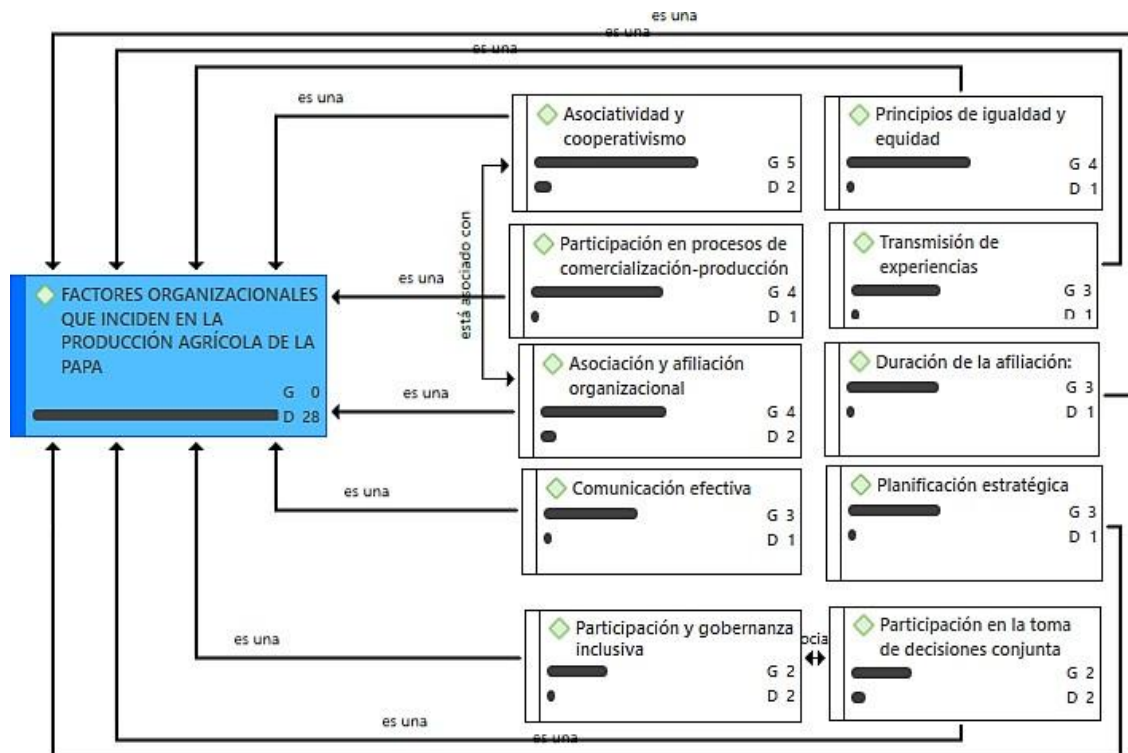 es una
es una
es una
es una
Asociatividad y
cooperativismo
G 5
D 2
Principios de igualdad y
equidad
G 4
D 1
está asociado con
Participación en procesos de
comercialización-producción
G 4
D 1
Transmisión de
experiencias
G 3
D 1
es una
FACTORES ORGANIZACIONALES
QUE INCIDEN EN LA
PRODUCCIÓN AGRÍCOLA DE LA
PAPA
G 0
D 28
Asociación y afiliación
organizacional
G 4
D 2
Duración de la afiliación:
G 3
D 1
es una
Comunicación efectiva
G 3
D 1
Planificación estratégica
G 3
D 1
es una
Participación y gobernanza
inclusiva
G 2
D 2
Participación en la toma
de decisiones conjunta
G 2
D 2
es una
es una
es una